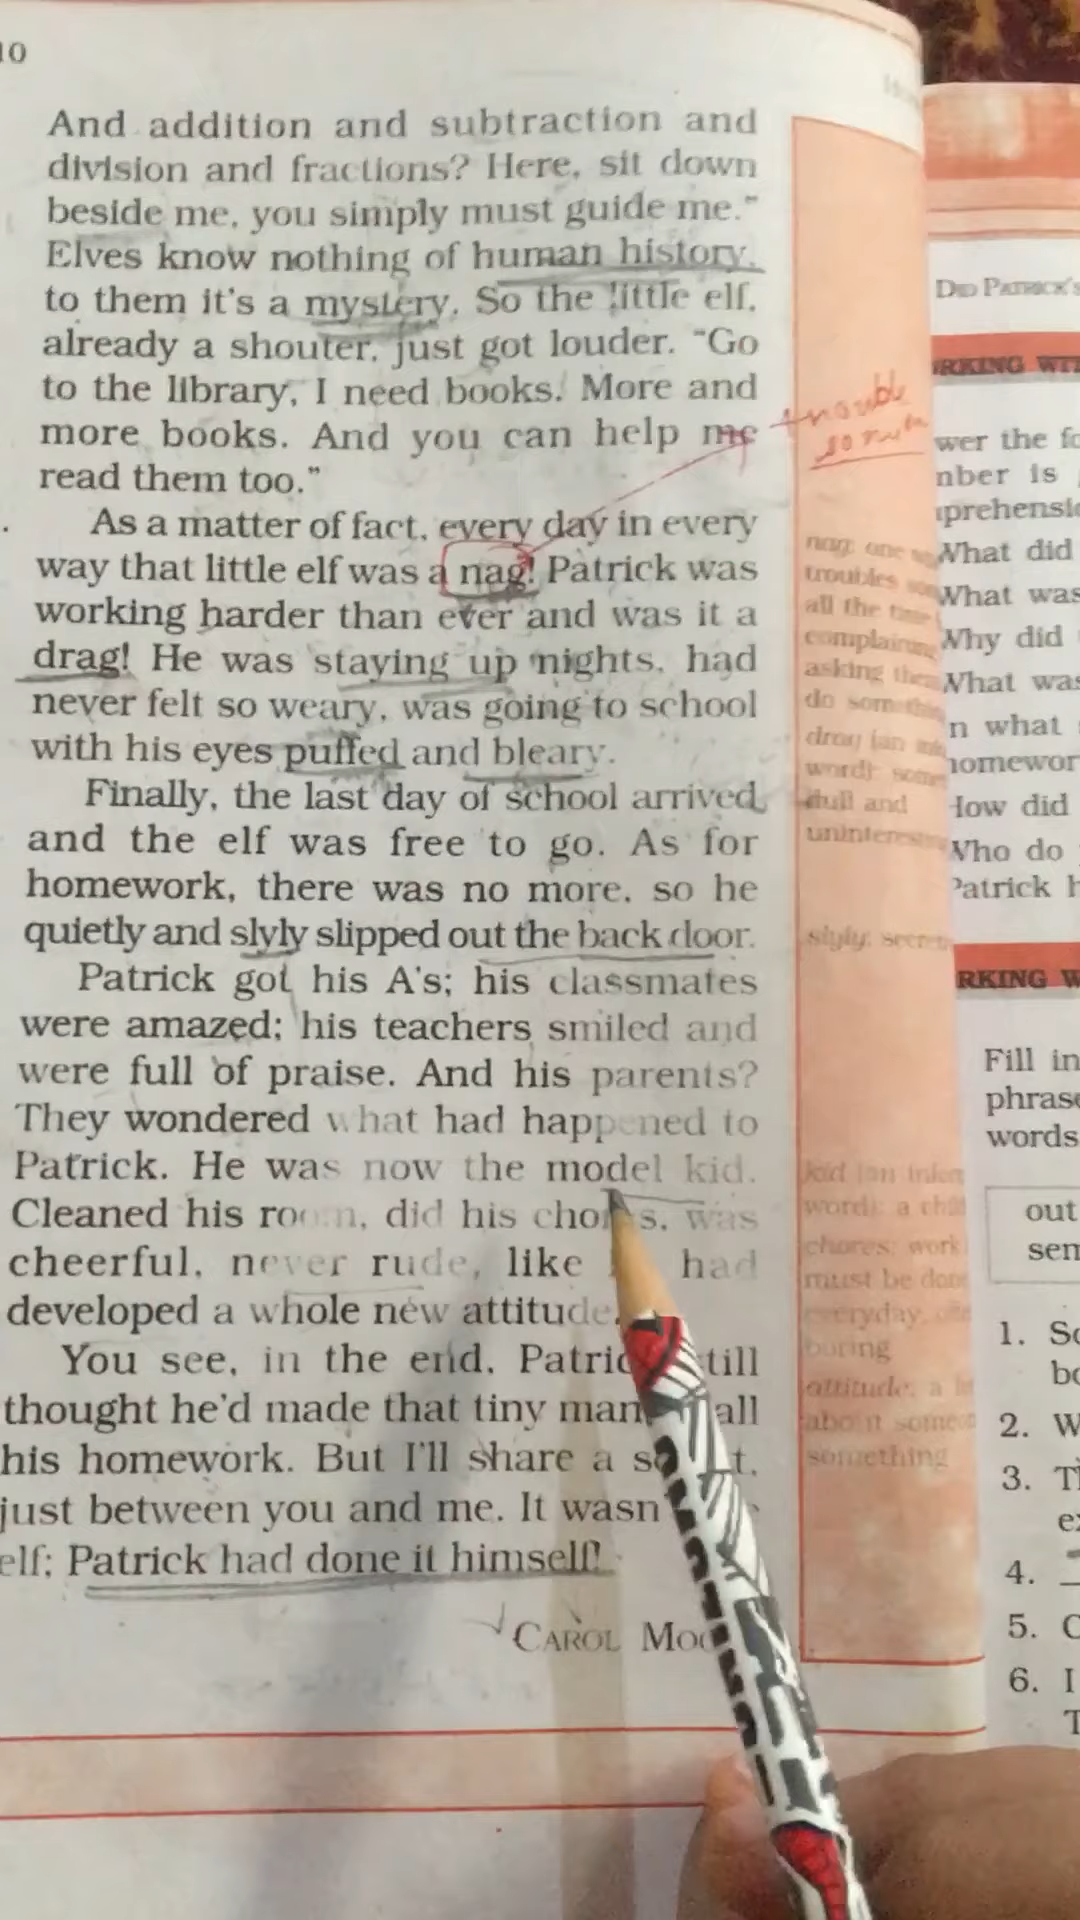 10
And addition and subtraction and
division and fractions? Here, sit down
beside me, you simply must guide me."
Elves know nothing of human history,
to them it's a mystery. So the little elf,
already a shouter, just got louder. "Go
to the library, I need books. More and
more books. And you can help me
read them too."
As a matter of fact, every day in every
way that little elf was a nag! Patrick was
working harder than ever and was it a
drag! He was staying up nights, had
never felt so weary, was going to school
with his eyes puffed and bleary.
Finally, the last day of school arrived
and the elf was free to go. As for
homework, there was no more, so he
quietly and slyly slipped out the back door.
Patrick got his A's; his classmates
were amazed; his teachers smiled and
were full of praise. And his parents?
They wondered what had happened to
Patrick. He was now the model kid.
Cleaned his room, did his chores, was
cheerful, never rude, like had
developed a whole new attitude.
You see, in the end, Patrick still
thought he'd made that tiny man all
his homework. But I'll share a
just between you and me. It wasn
elf; Patrick had done it himself!
CAROL
trouble
nag: one
troubles
all the time
complaining
asking them
do something
drag (an
word):
dull and
uninteresting
slyly:
kid (an
word): a
chores: work
must be done
everyday,
boring
attitude: a
about
something
DID PATRICK'S
wer the
mber is
What did
What was
Why did
What was
n what
How did
Who do
Patrick
Fill in
words
out
1.
2. W
3.
4.
5. C
6. I